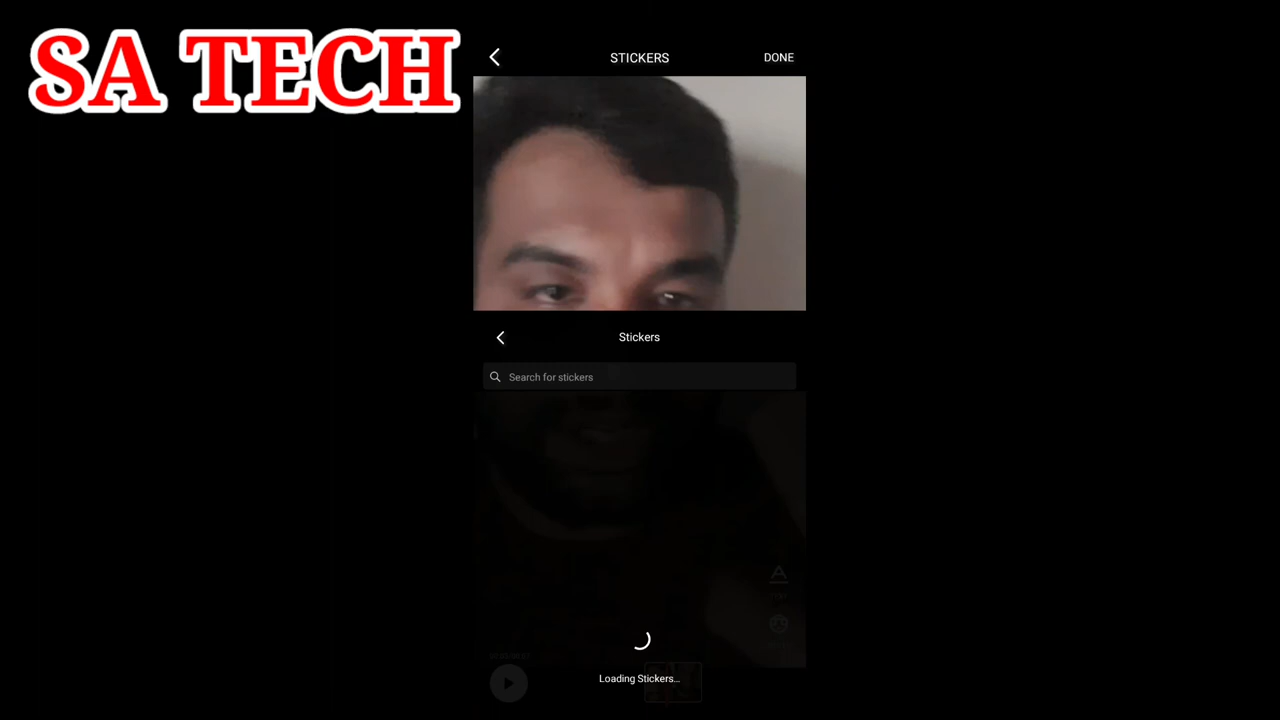 SA TECH
STICKERS
DONE
Stickers
Search for stickers
Loading Stickers...